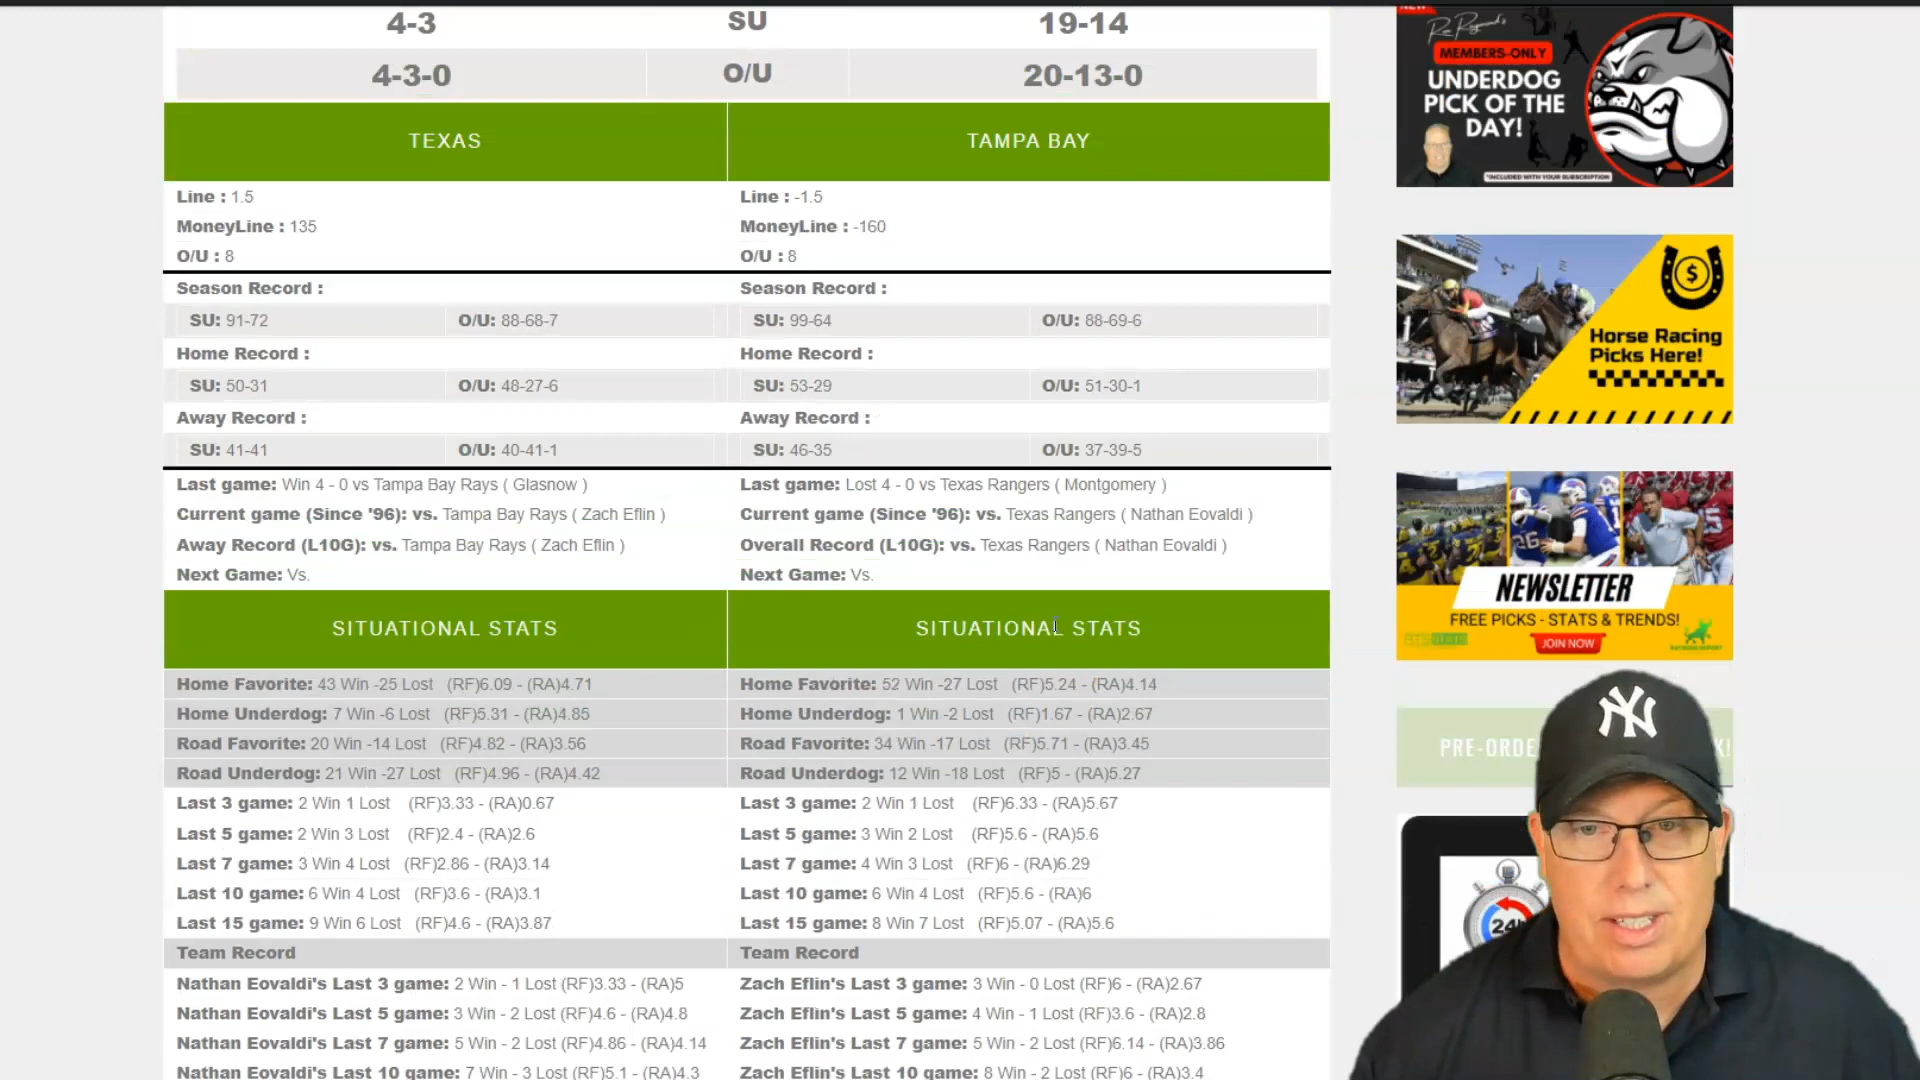 4-3 SU 19-14
4-3-0 O/U 20-13-0
TEXAS TAMPA BAY
Line : 1.5 Line : -1.5
MoneyLine : 135 MoneyLine : -160
O/U : 8 O/U : 8
Season Record : Season Record :
SU: 91-72 O/U: 88-68-7 SU: 99-64 O/U: 88-69-6
Home Record : Home Record :
SU: 50-31 O/U: 48-27-6 SU: 53-29 O/U: 51-30-1
Away Record : Away Record :
SU: 41-41 O/U: 40-41-1 SU: 46-35 O/U: 37-39-5
Last game: Win 4 - 0 vs Tampa Bay Rays ( Glasnow ) Last game: Lost 4 - 0 vs Texas Rangers ( Montgomery )
Current game (Since '96): vs. Tampa Bay Rays ( Zach Eflin ) Current game (Since '96): vs. Texas Rangers ( Nathan Eovaldi )
Away Record (L10G): vs. Tampa Bay Rays ( Zach Eflin ) Overall Record (L10G): vs. Texas Rangers ( Nathan Eovaldi )
Next Game: Vs. Next Game: Vs.
SITUATIONAL STATS SITUATIONAL STATS
Home Favorite: 43 Win -25 Lost (RF)6.09 - (RA)4.71 Home Favorite: 52 Win -27 Lost (RF)5.24 - (RA)4.14
Home Underdog: 7 Win -6 Lost (RF)5.31 - (RA)4.85 Home Underdog: 1 Win -2 Lost (RF)1.67 - (RA)2.67
Road Favorite: 20 Win -14 Lost (RF)4.82 - (RA)3.56 Road Favorite: 34 Win -17 Lost (RF)5.71 - (RA)3.45
Road Underdog: 21 Win -27 Lost (RF)4.96 - (RA)4.42 Road Underdog: 12 Win -18 Lost (RF)5 - (RA)5.27
Last 3 game: 2 Win 1 Lost (RF)3.33 - (RA)0.67 Last 3 game: 2 Win 1 Lost (RF)6.33 - (RA)5.67
Last 5 game: 2 Win 3 Lost (RF)2.4 - (RA)2.6 Last 5 game: 3 Win 2 Lost (RF)5.6 - (RA)5.6
Last 7 game: 3 Win 4 Lost (RF)2.86 - (RA)3.14 Last 7 game: 4 Win 3 Lost (RF)6 - (RA)6.29
Last 10 game: 6 Win 4 Lost (RF)3.6 - (RA)3.1 Last 10 game: 6 Win 4 Lost (RF)5.6 - (RA)6
Last 15 game: 9 Win 6 Lost (RF)4.6 - (RA)3.87 Last 15 game: 8 Win 7 Lost (RF)5.07 - (RA)5.6
Team Record Team Record
Nathan Eovaldi's Last 3 game: 2 Win - 1 Lost (RF)3.33 - (RA)5 Zach Eflin's Last 3 game: 3 Win - 0 Lost (RF)6 - (RA)2.67
Nathan Eovaldi's Last 5 game: 3 Win - 2 Lost (RF)4.6 - (RA)4.8 Zach Eflin's Last 5 game: 4 Win - 1 Lost (RF)3.6 - (RA)2.8
Nathan Eovaldi's Last 7 game: 5 Win - 2 Lost (RF)4.86 - (RA)4.14 Zach Eflin's Last 7 game: 5 Win - 2 Lost (RF)6.14 - (RA)3.86
Nathan Eovaldi's Last 10 game: 7 Win - 3 Lost (RF)5.1 - (RA)4.3 Zach Eflin's Last 10 game: 8 Win - 2 Lost (RF)6 - (RA)3.4
NEW
MEMBERS-ONLY
UNDERDOG
PICK OF THE
DAY!
*INCLUDED WITH YOUR SUBSCRIPTION
$
Horse Racing
Picks Here!
NEWSLETTER
FREE PICKS - STATS & TRENDS!
JOIN NOW
PRE-ORDE
NY
24